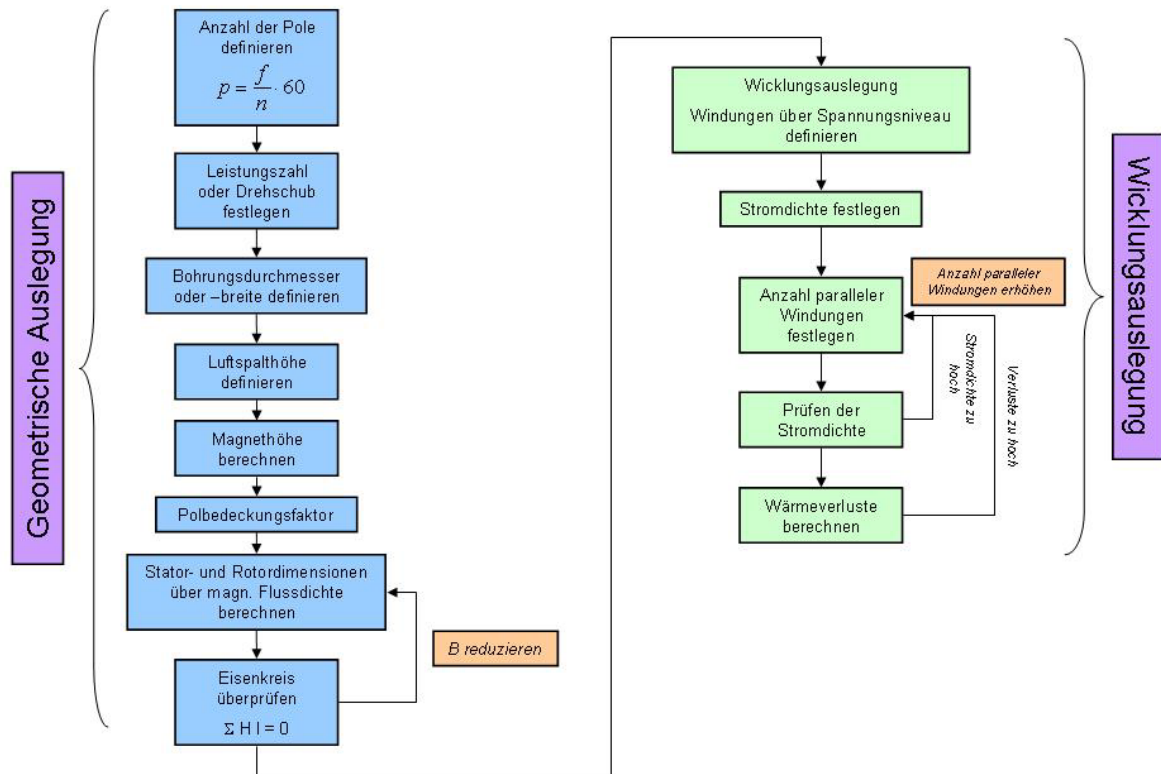 Geometrische Auslegung
Anzahl der Pole
definieren
p = f/n · 60
Leistungszahl
oder Drehschub
festlegen
Bohrungsdurchmesser
oder –breite definieren
Luftspalthöhe
definieren
Magnethöhe
berechnen
Polbedeckungsfaktor
Stator- und Rotordimensionen
über magn. Flussdichte
berechnen
B reduzieren
Eisenkreis
überprüfen
Σ H l = 0
Wicklungsauslegung
Windungen über Spannungsniveau
definieren
Stromdichte festlegen
Anzahl paralleler
Windungen erhöhen
Anzahl paralleler
Windungen
festlegen
Stromdichte zu
hoch
Verluste zu hoch
Prüfen der
Stromdichte
Wärmeverluste
berechnen
Wicklungsauslegung